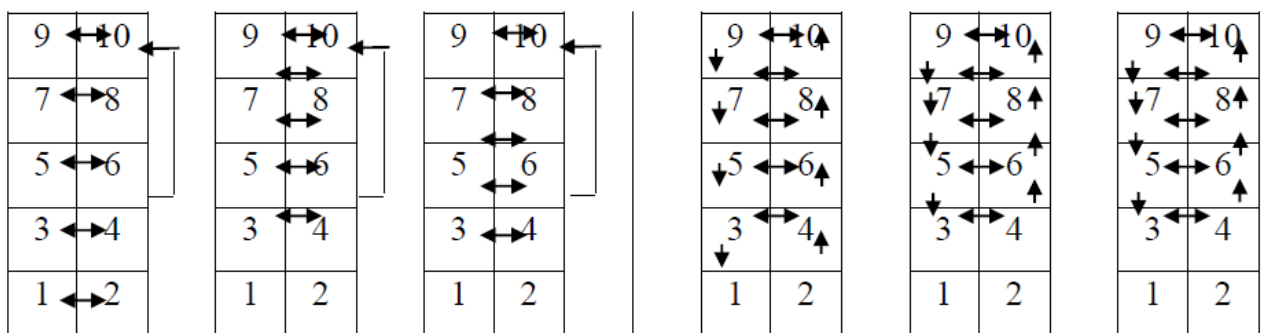 9 10 9 10 9 10 9 10 9 10 9 10
7 8 7 8 7 8 7 8 7 8 7 8
5 6 5 6 5 6 5 6 5 6 5 6
3 4 3 4 3 4 3 4 3 4 3 4
1 2 1 2 1 2 1 2 1 2 1 2